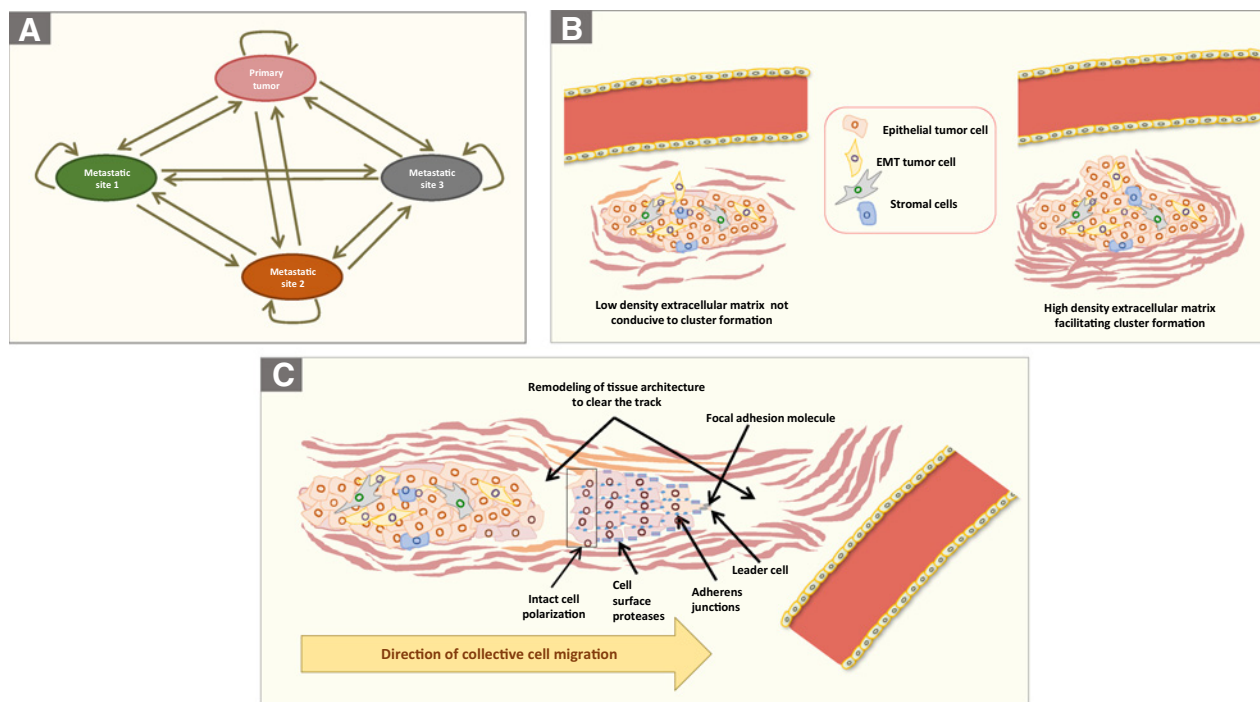 A
Primary
tumor
Metastatic
site 1
Metastatic
site 3
Metastatic
site 2
B
Epithelial tumor cell
EMT tumor cell
Stromal cells
Low density extracellular matrix not
conducive to cluster formation
High density extracellular matrix
facilitating cluster formation
C
Remodeling of tissue architecture
to clear the track
Focal adhesion molecule
Leader cell
Adherens
junctions
Cell
surface
proteases
Intact cell
polarization
Direction of collective cell migration